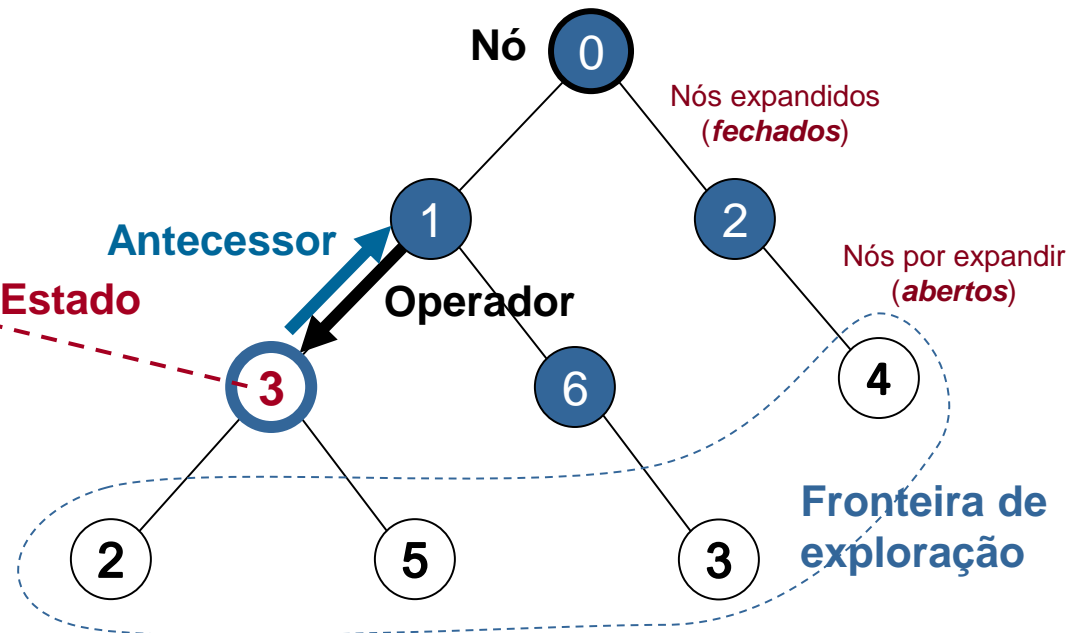 Nó
0
Nós expandidos
(fechados)
1
2
Antecessor
Nós por expandir
(abertos)
Estado
Operador
3
6
4
Fronteira de
exploração
2
5
3